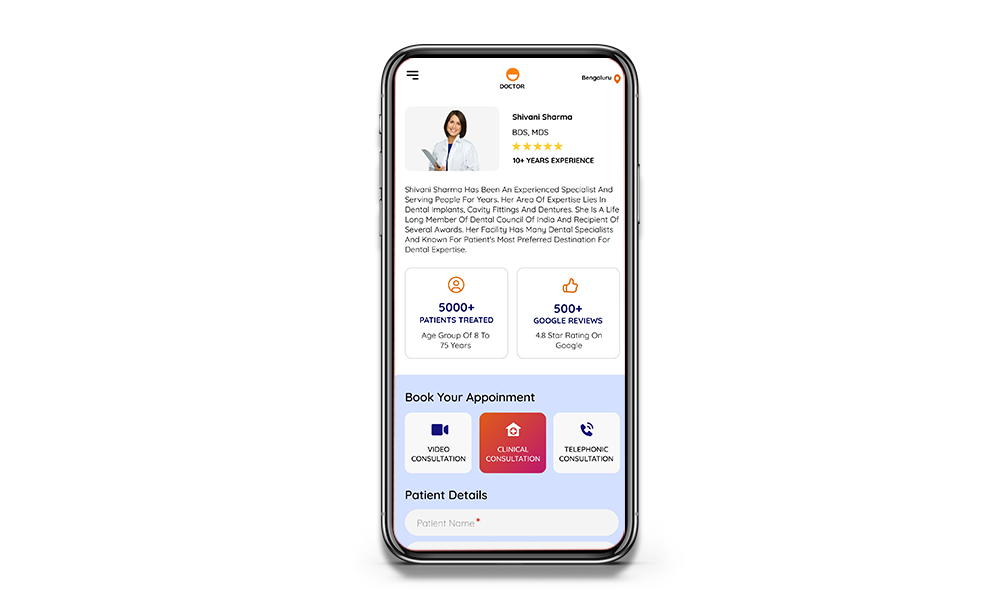 DOCTOR
Bengaluru
Shivani Sharma
BDS, MDS
10+ YEARS EXPERIENCE
Shivani Sharma Has Been An Experienced Specialist And
Serving People For Years. Her Area Of Expertise Lies In
Dental Implants, Cavity Fittings And Dentures. She Is A Life
Long Member Of Dental Council Of India And Recipient Of
Several Awards. Her Facility Has Many Dental Specialists
And Known For Patient's Most Preferred Destination For
Dental Expertise.
5000+
PATIENTS TREATED
Age Group Of 8 To
75 Years
500+
GOOGLE REVIEWS
4.8 Star Rating On
Google
Book Your Appoinment
VIDEO
CONSULTATION
CLINICAL
CONSULTATION
TELEPHONIC
CONSULTATION
Patient Details
Patient Name*